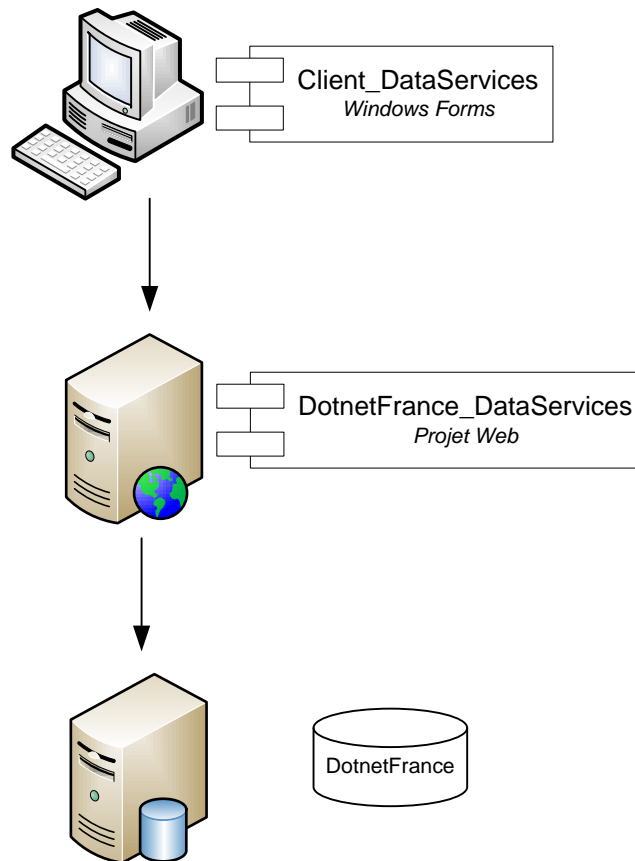 Client_DataServices
Windows Forms
DotnetFrance_DataServices
Projet Web
DotnetFrance